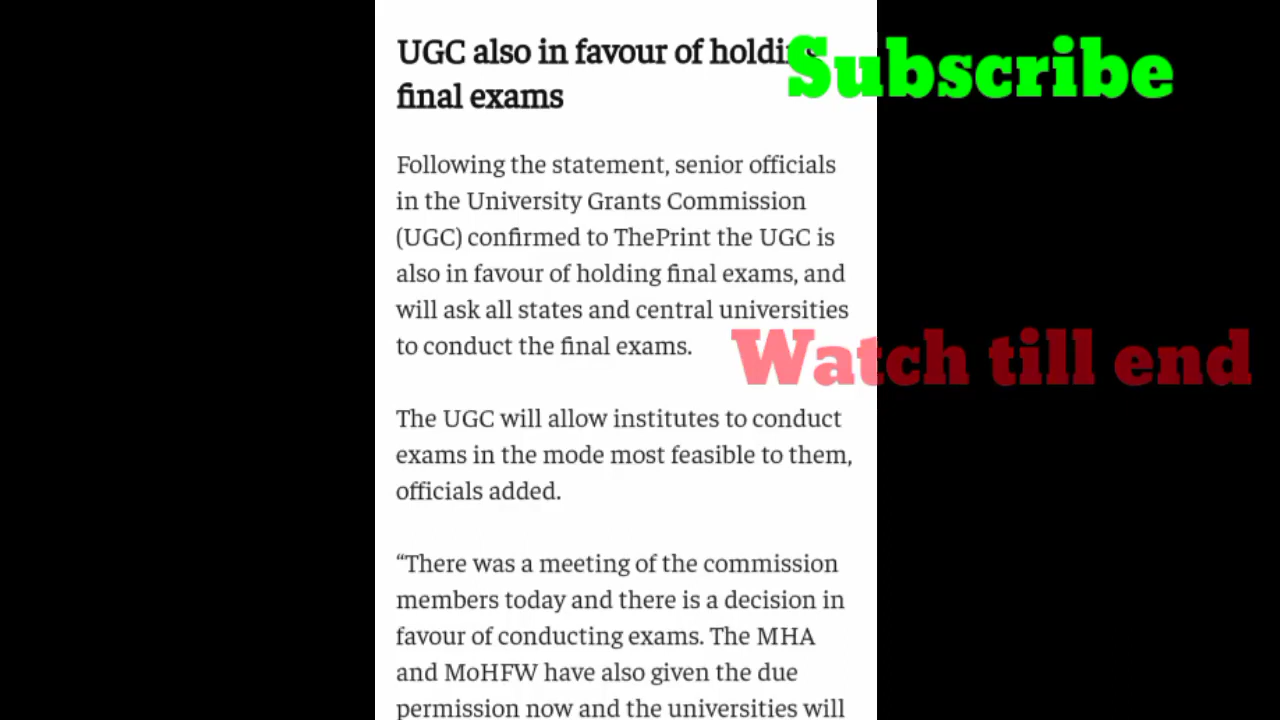 UGC also in favour of holding
final exams
Subscribe
Following the statement, senior officials
in the University Grants Commission
(UGC) confirmed to ThePrint the UGC is
also in favour of holding final exams, and
will ask all states and central universities
to conduct the final exams.
Watch till end
The UGC will allow institutes to conduct
exams in the mode most feasible to them,
officials added.
“There was a meeting of the commission
members today and there is a decision in
favour of conducting exams. The MHA
and MoHFW have also given the due
permission now and the universities will